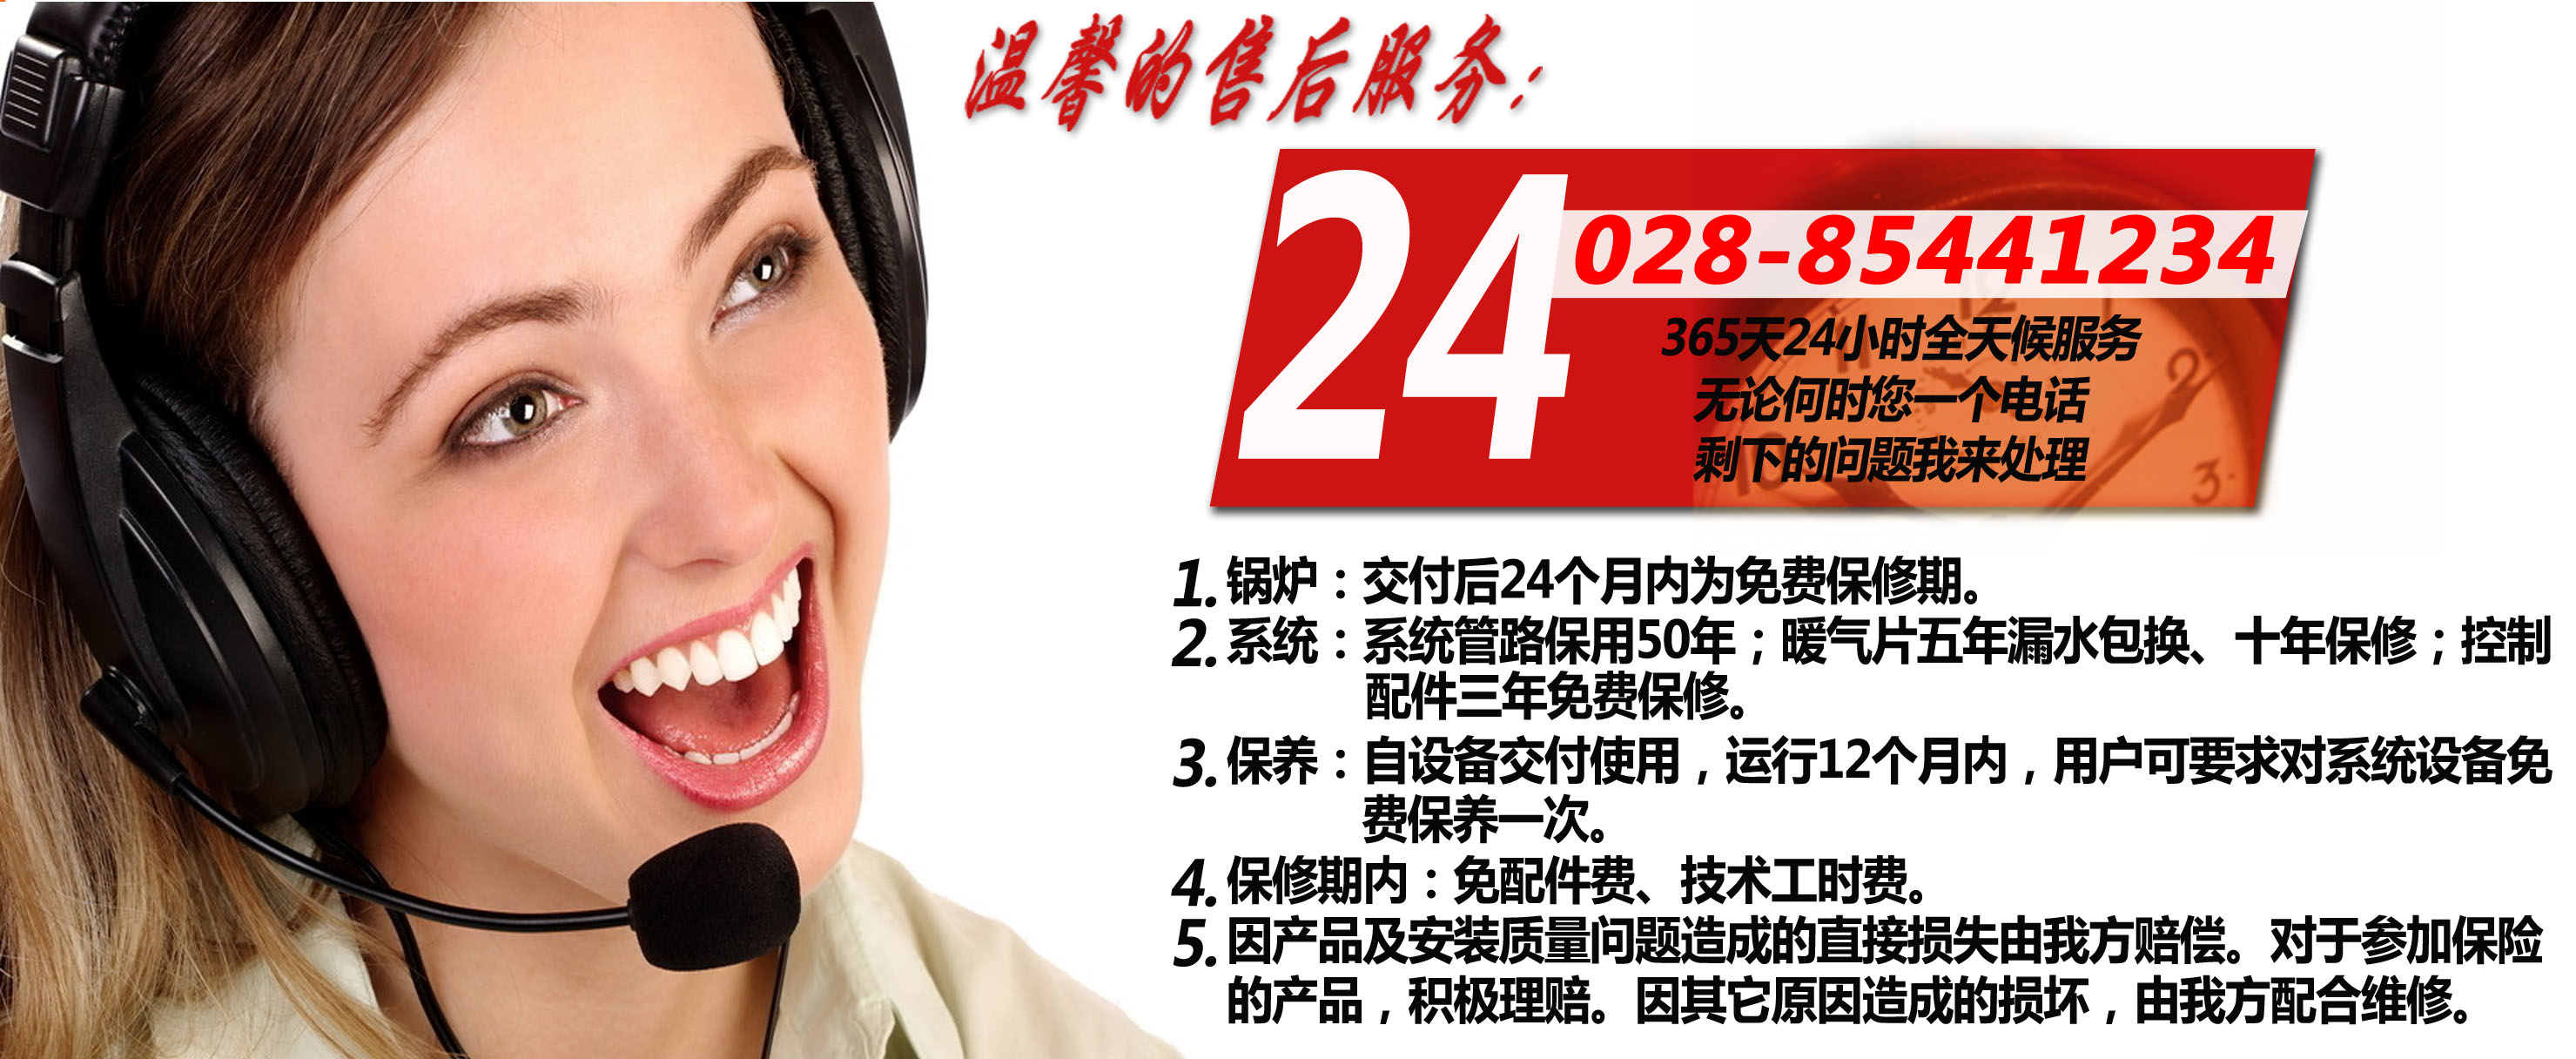 温馨的售后服务：
24
028-85441234
365天24小时全天候服务
无论何时您一个电话
剩下的问题我来处理
1. 锅炉：交付后24个月内为免费保修期。
2. 系统：系统管路保用50年；暖气片五年漏水包换、十年保修；控制
配件三年免费保修。
3. 保养：自设备交付使用，运行12个月内，用户可要求对系统设备免
费保养一次。
4. 保修期内：免配件费、技术工时费。
5. 因产品及安装质量问题造成的直接损失由我方赔偿。对于参加保险
的产品，积极理赔。因其它原因造成的损坏，由我方配合维修。